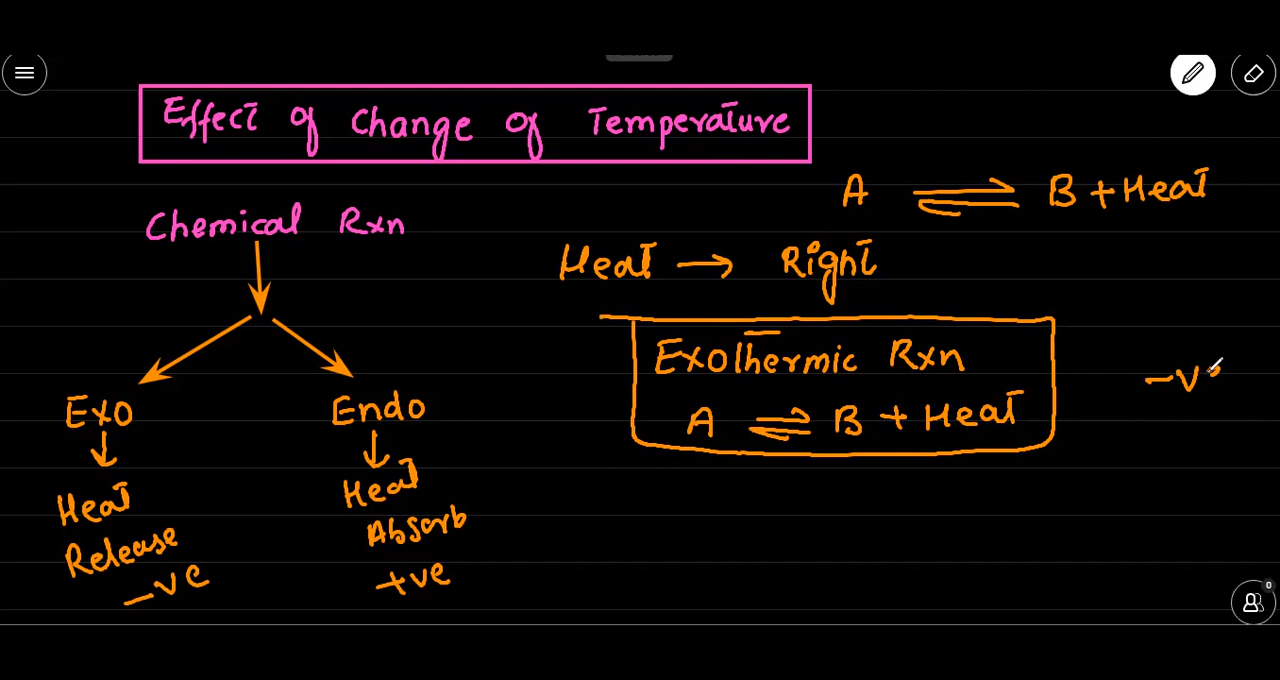 Effect of Change of Temperature
Chemical Rxn
Exo
Heat
Release
-ve
Endo
Heat
Absorb
+ve
A ⇌ B + Heat
Heat → Right
Exothermic Rxn
A ⇌ B + Heat
-v
0